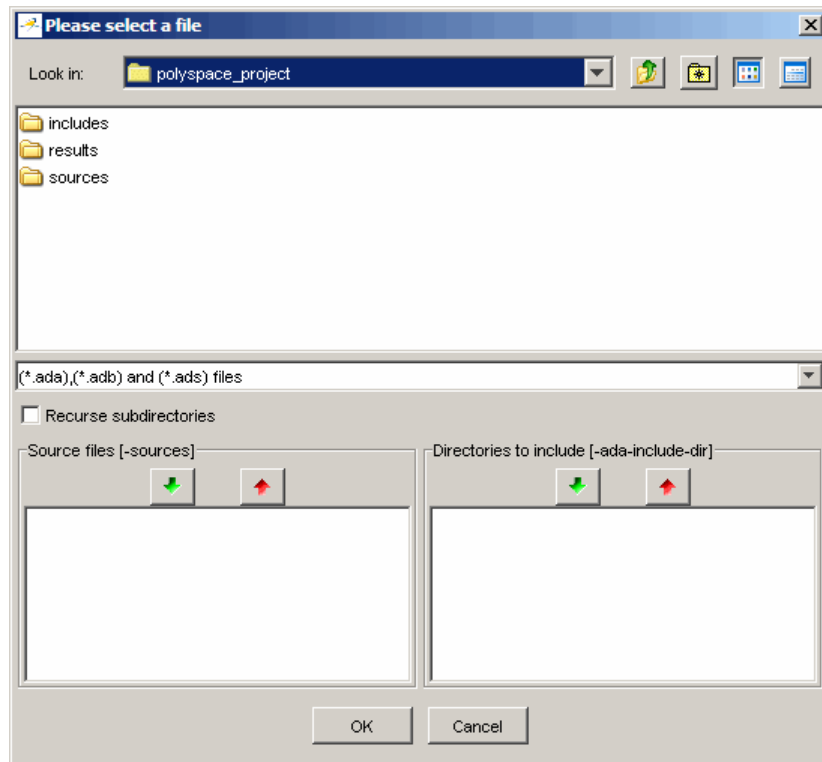 Please select a file
Look in: polyspace_project
includes
results
sources
(*.ada),(*.adb) and (*.ads) files
Recurse subdirectories
Source files [-sources] Directories to include [-ada-include-dir]
OK Cancel